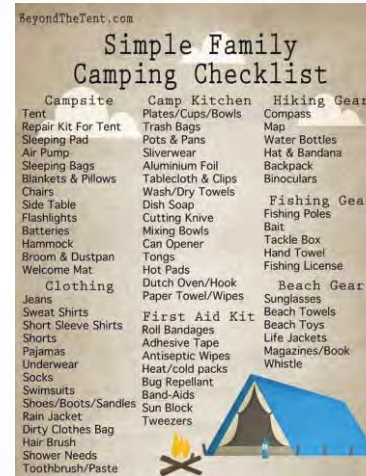 BeyondTheTent.com
Simple Family
Camping Checklist
Campsite
Tent
Repair Kit For Tent
Sleeping Pad
Air Pump
Sleeping Bags
Blankets & Pillows
Chairs
Side Table
Flashlights
Batteries
Hammock
Broom & Dustpan
Welcome Mat
Clothing
Jeans
Sweat Shirts
Short Sleeve Shirts
Shorts
Pajamas
Underwear
Socks
Swimsuits
Shoes/Boots/Sandles
Rain Jacket
Dirty Clothes Bag
Hair Brush
Shower Needs
Toothbrush/Paste
Camp Kitchen
Plates/Cups/Bowls
Trash Bags
Pots & Pans
Sliverwear
Aluminium Foil
Tablecloth & Clips
Wash/Dry Towels
Dish Soap
Cutting Knive
Mixing Bowls
Can Opener
Tongs
Hot Pads
Dutch Oven/Hook
Paper Towel/Wipes
First Aid Kit
Roll Bandages
Adhesive Tape
Antiseptic Wipes
Heat/cold packs
Bug Repellant
Band-Aids
Sun Block
Tweezers
Hiking Gear
Compass
Map
Water Bottles
Hat & Bandana
Backpack
Binoculars
Fishing Gear
Fishing Poles
Bait
Tackle Box
Hand Towel
Fishing License
Beach Gear
Sunglasses
Beach Towels
Beach Toys
Life Jackets
Magazines/Book
Whistle